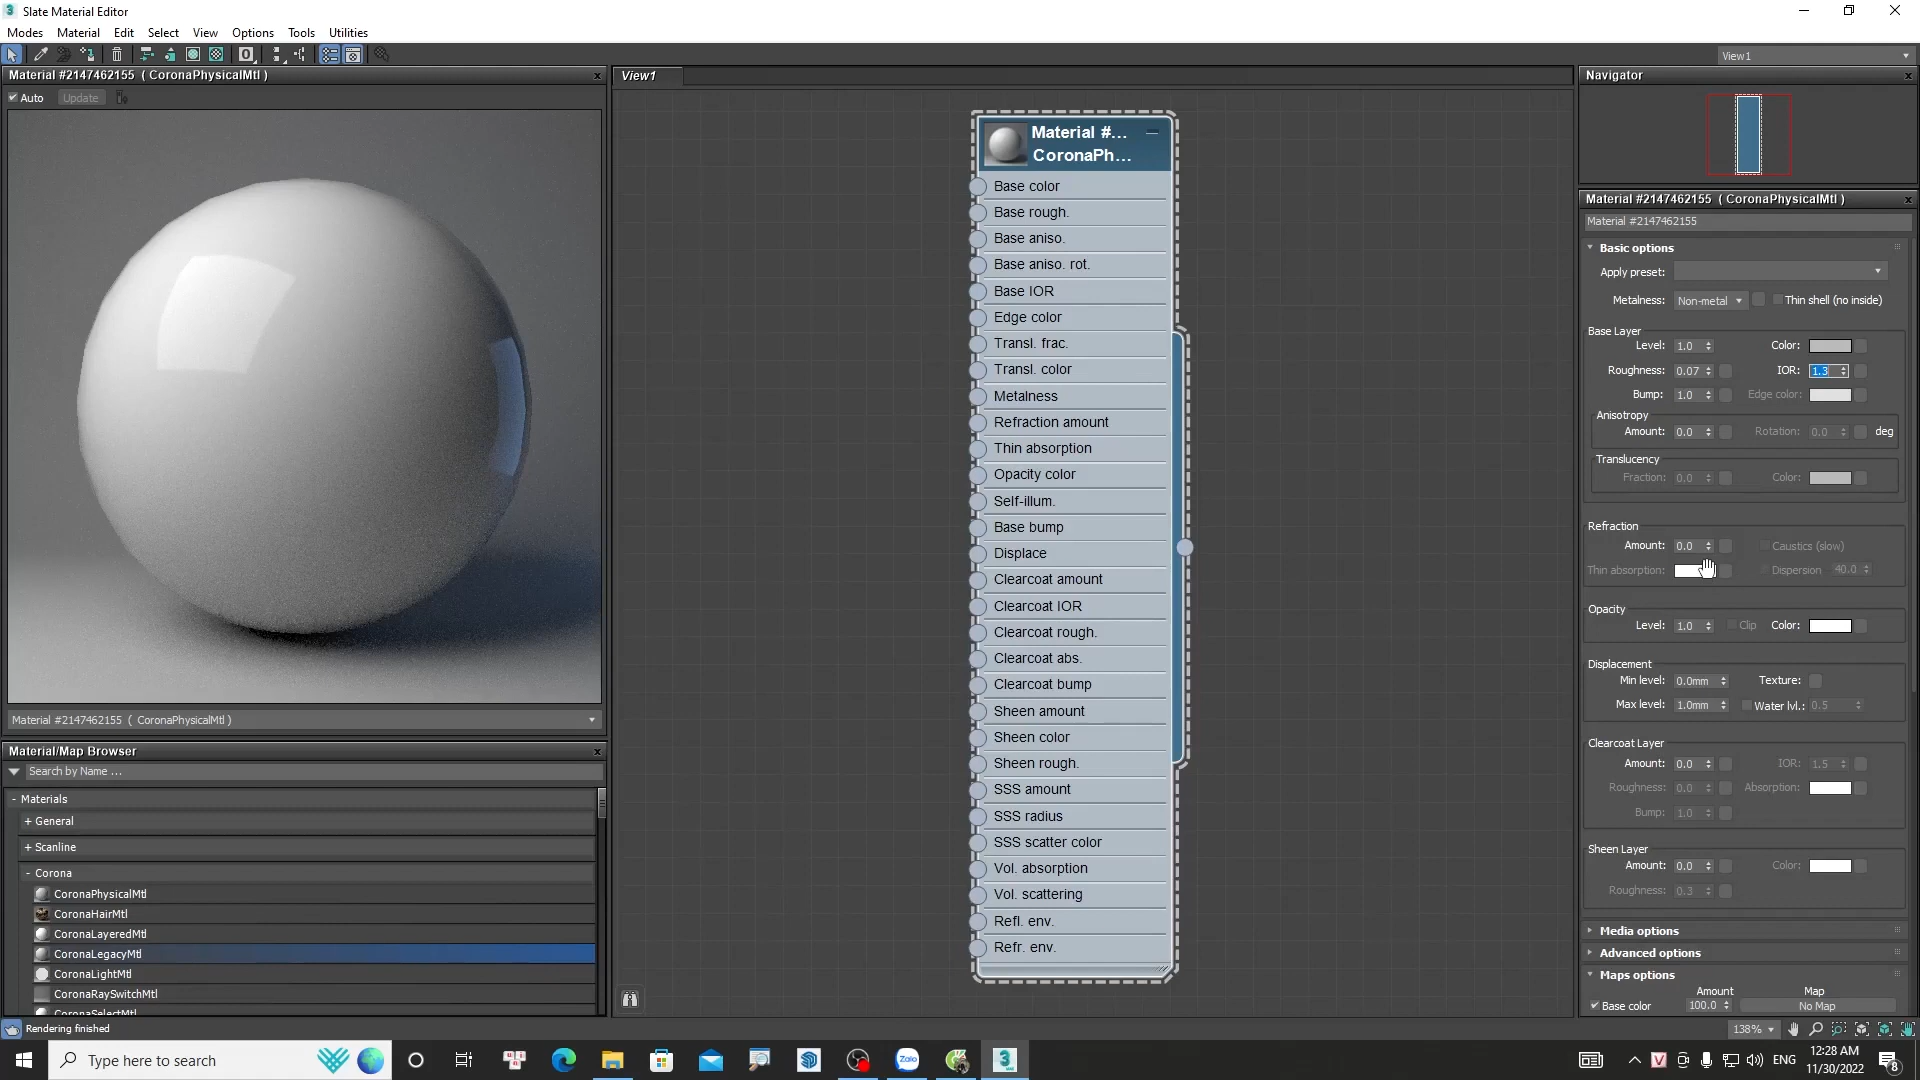 Slate Material Editor
Modes Material Edit Select View Options Tools Utilities
View1
Material #2147462155 ( CoronaPhysicalMtl )
Auto Update
Material #2147462155 ( CoronaPhysicalMtl )
Material/Map Browser
Search by Name ...
- Materials
+ General
+ Scanline
- Corona
CoronaPhysicalMtl
CoronaHairMtl
CoronaLayeredMtl
CoronaLegacyMtl
CoronaLightMtl
CoronaRaySwitchMtl
CoronaSelectMtl
Rendering finished
View1
Material #...
CoronaPh...
Base color
Base rough.
Base aniso.
Base aniso. rot.
Base IOR
Edge color
Transl. frac.
Transl. color
Metalness
Refraction amount
Thin absorption
Opacity color
Self-illum.
Base bump
Displace
Clearcoat amount
Clearcoat IOR
Clearcoat rough.
Clearcoat abs.
Clearcoat bump
Sheen amount
Sheen color
Sheen rough.
SSS amount
SSS radius
SSS scatter color
Vol. absorption
Vol. scattering
Refl. env.
Refr. env.
Navigator
Material #2147462155 ( CoronaPhysicalMtl )
Material #2147462155
Basic options
Apply preset:
Metalness: Non-metal Thin shell (no inside)
Base Layer
Level: 1.0 Color:
Roughness: 0.07 IOR: 1.3
Bump: 1.0 Edge color:
Anisotropy
Amount: 0.0 Rotation: 0.0 deg
Translucency
Fraction: 0.0 Color:
Refraction
Amount: 0.0 Caustics (slow)
Thin absorption: Dispersion 40.0
Opacity
Level: 1.0 Clip Color:
Displacement
Min level: 0.0mm Texture:
Max level: 1.0mm Water lvl.: 0.5
Clearcoat Layer
Amount: 0.0 IOR: 1.5
Roughness: 0.0 Absorption:
Bump: 1.0
Sheen Layer
Amount: 0.0 Color:
Roughness: 0.3
Media options
Advanced options
Maps options
Amount Map
Base color 100.0 No Map
138%
Type here to search
Zalo
ENG
12:28 AM
11/30/2022
8